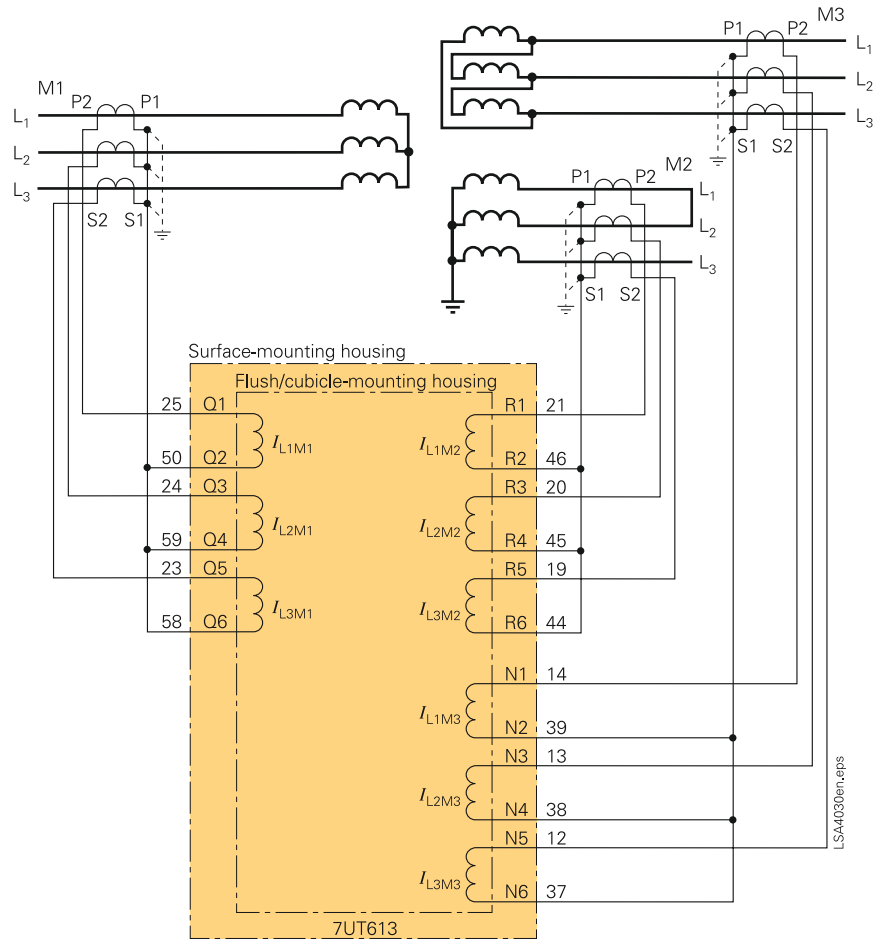 M3
P1 P2
L1
L2
L3
S1 S2
M1
P2 P1
L1
L2
L3
S2 S1
M2
P1 P2
L1
L2
L3
S1 S2
Surface-mounting housing
Flush/cubicle-mounting housing
25 Q1 IL1M1
50 Q2
24 Q3 IL2M1
59 Q4
23 Q5 IL3M1
58 Q6
R1 21
IL1M2
R2 46
R3 20
IL2M2
R4 45
R5 19
IL3M2
R6 44
N1 14
IL1M3
N2 39
N3 13
IL2M3
N4 38
N5 12
IL3M3
N6 37
7UT613
LSA4030en.eps